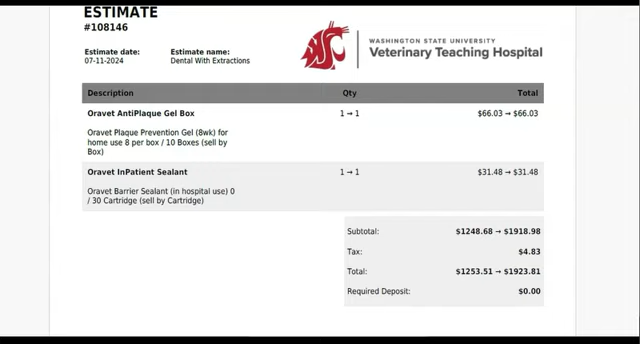 ESTIMATE
#108146
Estimate date:
07-11-2024
Estimate name:
Dental With Extractions
WASHINGTON STATE UNIVERSITY
Veterinary Teaching Hospital
Description Qty Total
Oravet AntiPlaque Gel Box 1 → 1 $66.03 → $66.03
Oravet Plaque Prevention Gel (8wk) for
home use 8 per box / 10 Boxes (sell by
Box)
Oravet InPatient Sealant 1 → 1 $31.48 → $31.48
Oravet Barrier Sealant (in hospital use) 0
/ 30 Cartridge (sell by Cartridge)
Subtotal: $1248.68 → $1918.98
Tax: $4.83
Total: $1253.51 → $1923.81
Required Deposit: $0.00